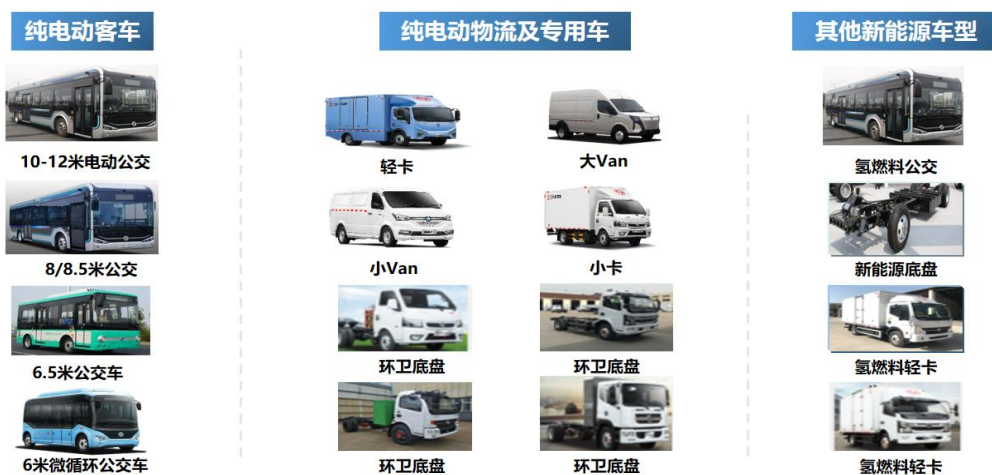 纯电动客车
纯电动物流及专用车
其他新能源车型
10-12米电动公交
轻卡
大Van
氢燃料公交
8/8.5米公交
小Van
小卡
新能源底盘
6.5米公交车
环卫底盘
环卫底盘
氢燃料轻卡
6米微循环公交车
环卫底盘
环卫底盘
氢燃料轻卡